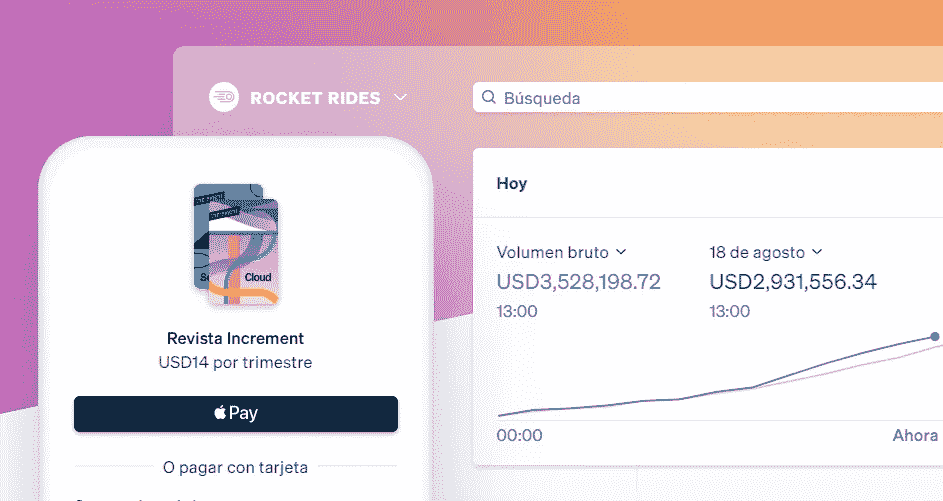 ROCKET RIDES
Búsqueda
Hoy
Volumen bruto
USD3,528,198.72
13:00
18 de agosto
USD2,931,556.34
13:00
00:00
Ahora
Cloud
Revista Increment
USD14 por trimestre
Pay
O pagar con tarjeta